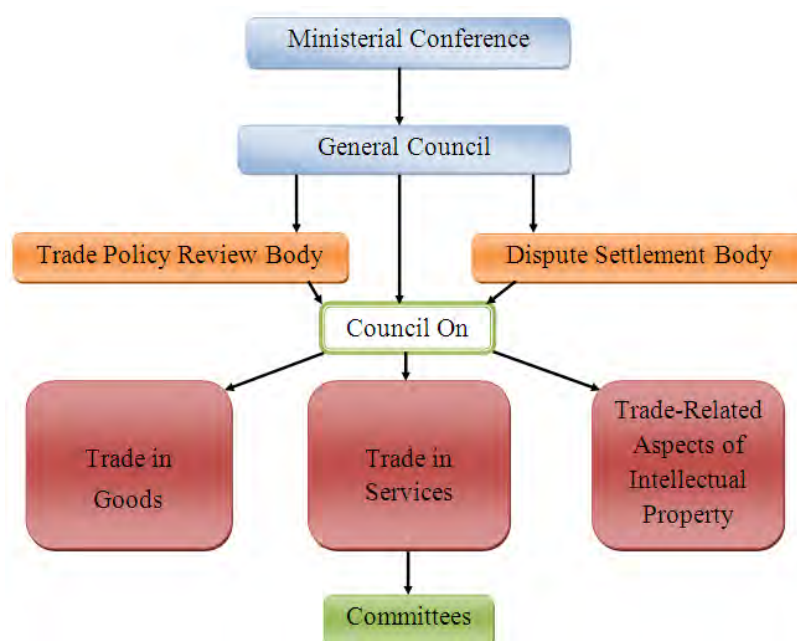 Ministerial Conference
General Council
Trade Policy Review Body
Dispute Settlement Body
Council On
Trade in
Goods
Trade in
Services
Trade-Related
Aspects of
Intellectual
Property
Committees